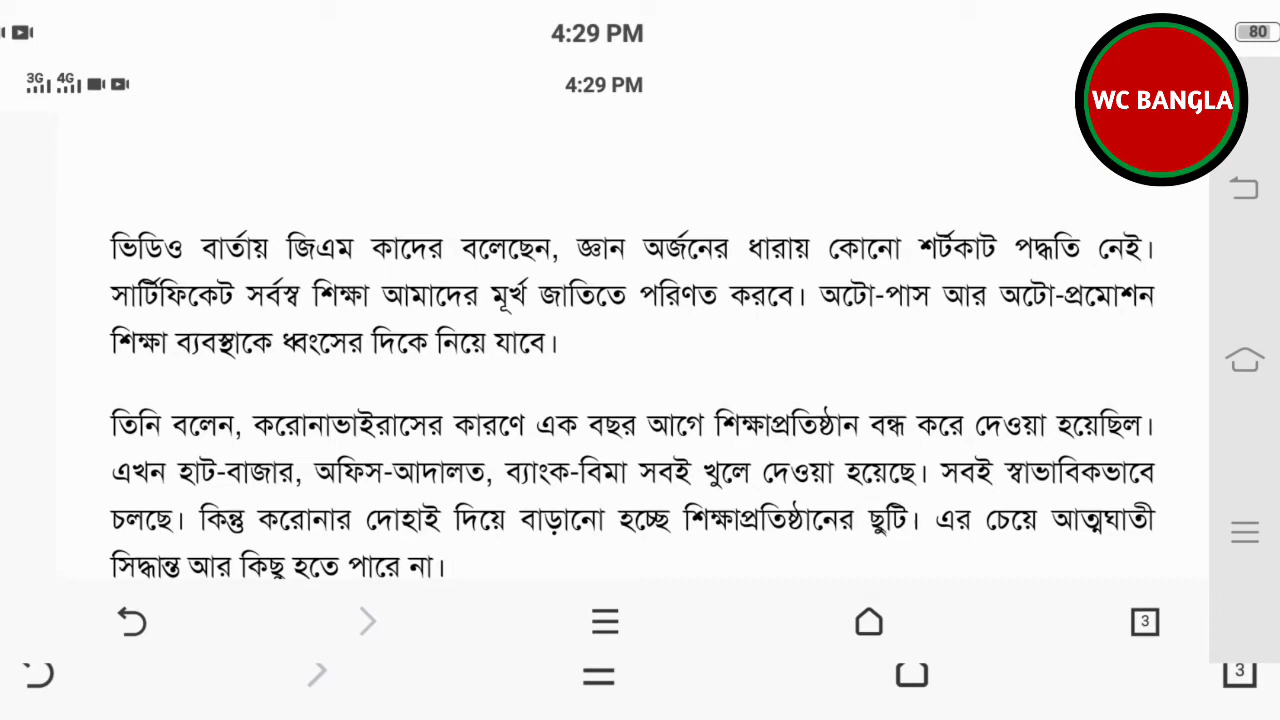 4:29 PM
80
3G 4G
4:29 PM
WC BANGLA
ভিডিও বার্তায় জিএম কাদের বলেছেন, জ্ঞান অর্জনের ধারায় কোনো শর্টকাট পদ্ধতি নেই।
সার্টিফিকেট সর্বস্ব শিক্ষা আমাদের মূর্খ জাতিতে পরিণত করবে। অটো-পাস আর অটো-প্রমোশন
শিক্ষা ব্যবস্থাকে ধ্বংসের দিকে নিয়ে যাবে।
তিনি বলেন, করোনাভাইরাসের কারণে এক বছর আগে শিক্ষাপ্রতিষ্ঠান বন্ধ করে দেওয়া হয়েছিল।
এখন হাট-বাজার, অফিস-আদালত, ব্যাংক-বিমা সবই খুলে দেওয়া হয়েছে। সবই স্বাভাবিকভাবে
চলছে। কিন্তু করোনার দোহাই দিয়ে বাড়ানো হচ্ছে শিক্ষাপ্রতিষ্ঠানের ছুটি। এর চেয়ে আত্মঘাতী
সিদ্ধান্ত আর কিছু হতে পারে না।
3
3